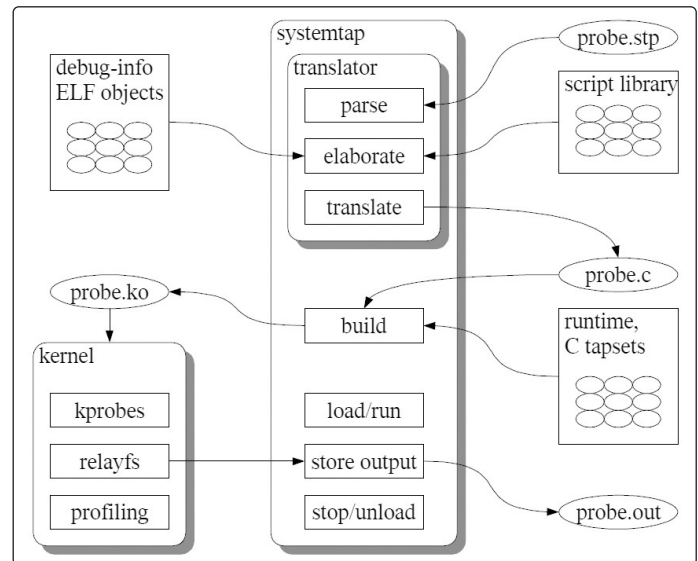 systemtap
probe.stp
debug-info
ELF objects
translator
script library
parse
elaborate
translate
probe.c
probe.ko
build
runtime,
C tapsets
kernel
kprobes
load/run
relayfs
store output
profiling
stop/unload
probe.out